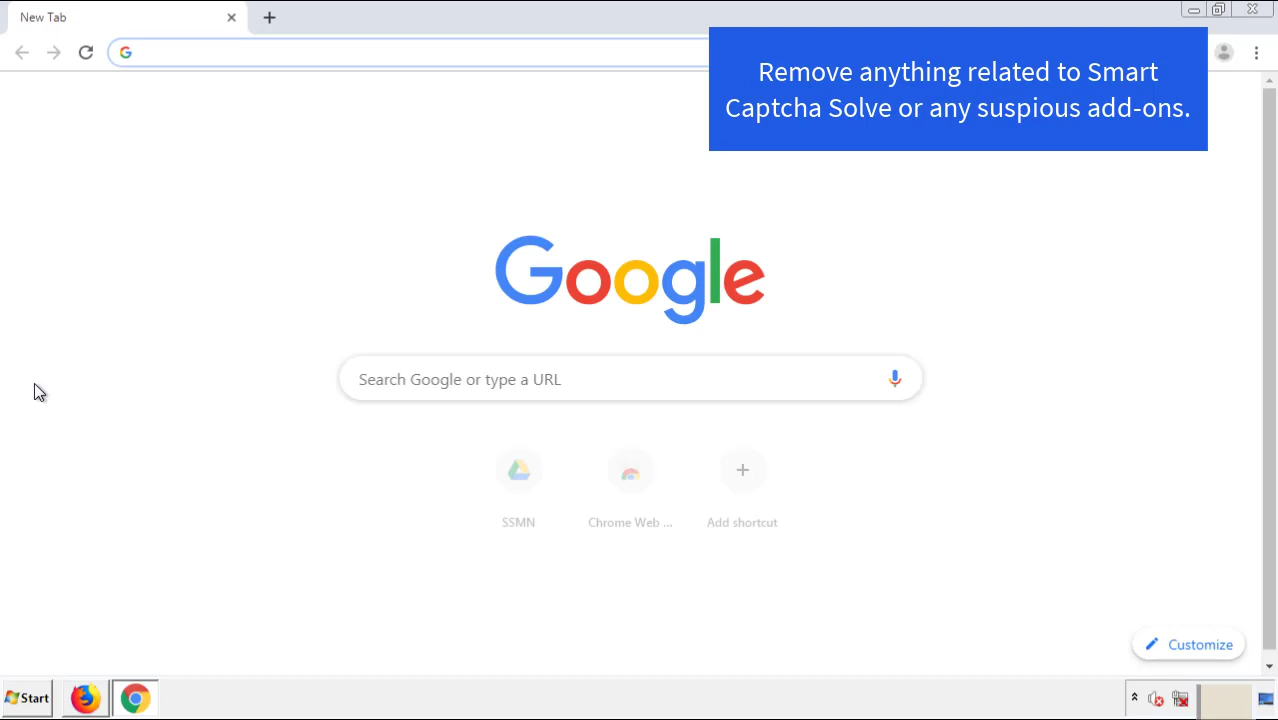 New Tab
Remove anything related to Smart
Captcha Solve or any suspious add-ons.
Google
Search Google or type a URL
SSMN
Chrome Web ...
Add shortcut
Customize
Start